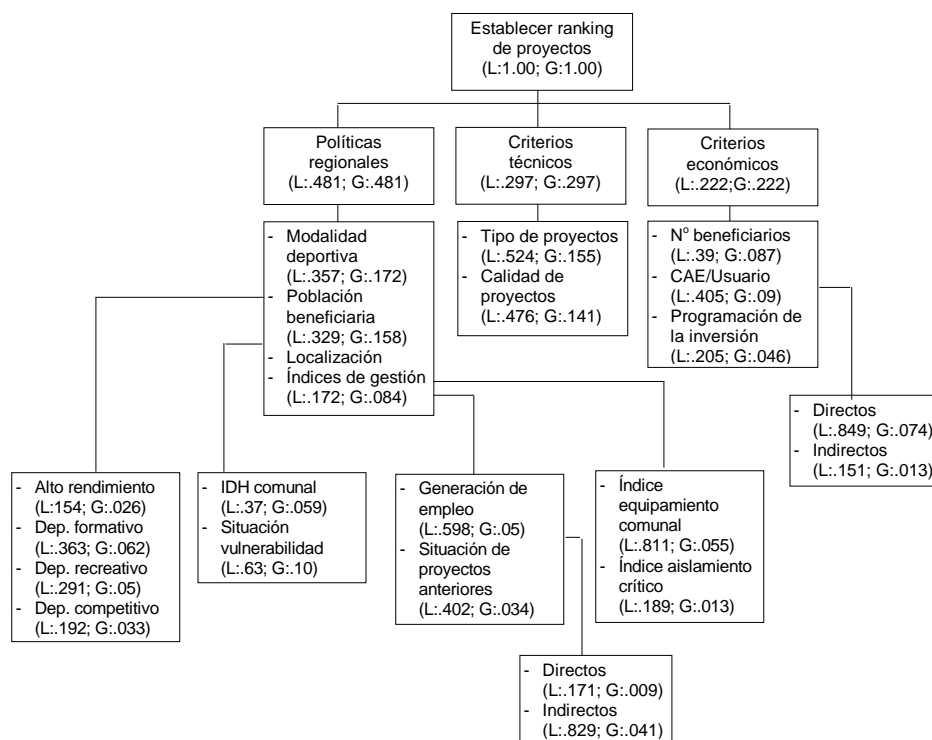 Establecer ranking
de proyectos
(L:1.00; G:1.00)
Políticas
regionales
(L:.481; G:.481)
Criterios
técnicos
(L:.297; G:.297)
Criterios
económicos
(L:.222;G:.222)
- Modalidad
deportiva
(L:.357; G:.172)
- Población
beneficiaria
(L:.329; G:.158)
- Localización
- Índices de gestión
(L:.172; G:.084)
- Tipo de proyectos
(L:.524; G:.155)
- Calidad de
proyectos
(L:.476; G:.141)
- Nº beneficiarios
(L:.39; G:.087)
- CAE/Usuario
(L:.405; G:.09)
- Programación de
la inversión
(L:.205; G:.046)
- Directos
(L:.849; G:.074)
- Indirectos
(L:.151; G:.013)
- Alto rendimiento
(L:154; G:.026)
- Dep. formativo
(L:.363; G:.062)
- Dep. recreativo
(L:.291; G:.05)
- Dep. competitivo
(L:.192; G:.033)
- IDH comunal
(L:.37; G:.059)
- Situación
vulnerabilidad
(L:.63; G:.10)
- Generación de
empleo
(L:.598; G:.05)
- Situación de
proyectos
anteriores
(L:.402; G:.034)
- Índice
equipamiento
comunal
(L:.811; G:.055)
- Índice aislamiento
crítico
(L:.189; G:.013)
- Directos
(L:.171; G:.009)
- Indirectos
(L:.829; G:.041)